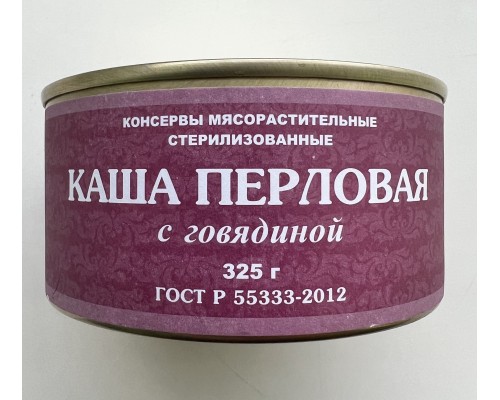 КОНСЕРВЫ МЯСОРАСТИТЕЛЬНЫЕ
СТЕРИЛИЗОВАННЫЕ
КАША ПЕРЛОВАЯ
с говядиной
325 г
ГОСТ Р 55333-2012